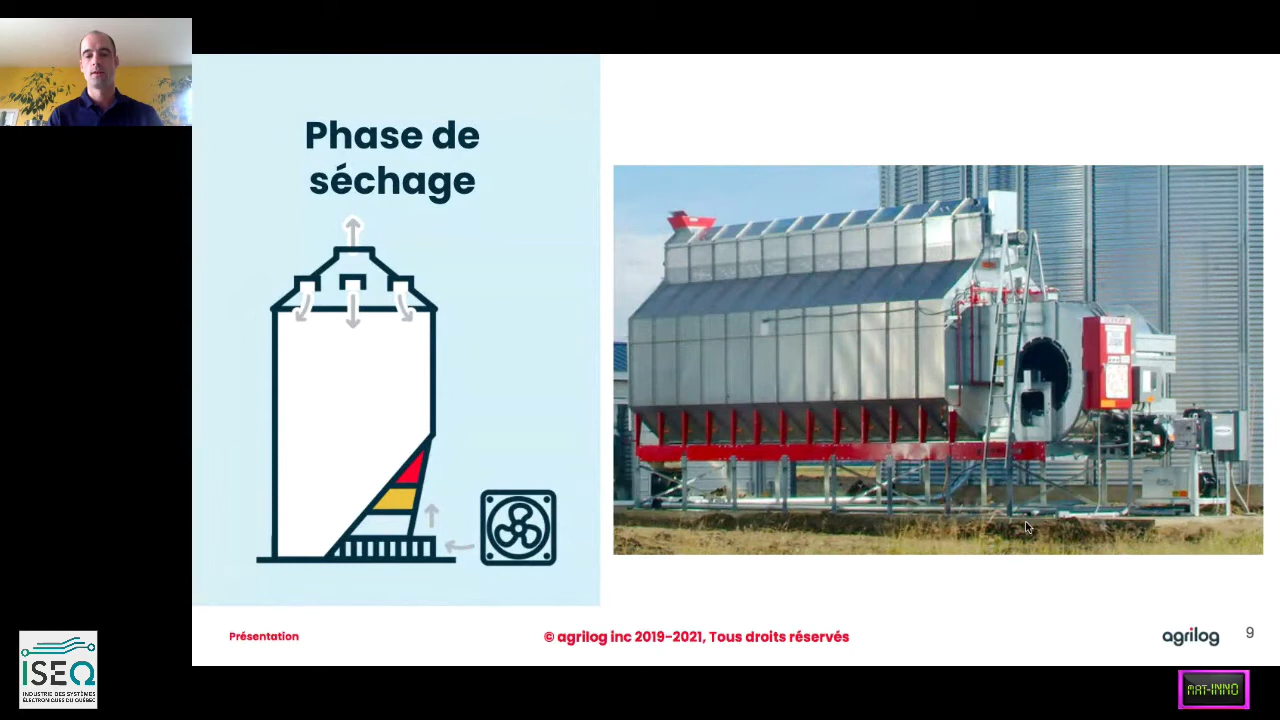 Phase de
séchage
Présentation
© agrilog inc 2019-2021, Tous droits réservés
agrilog
9
ISEQ
INDUSTRIE DES SYSTÈMES
ÉLECTRONIQUES DU QUÉBEC
MAT-INNO